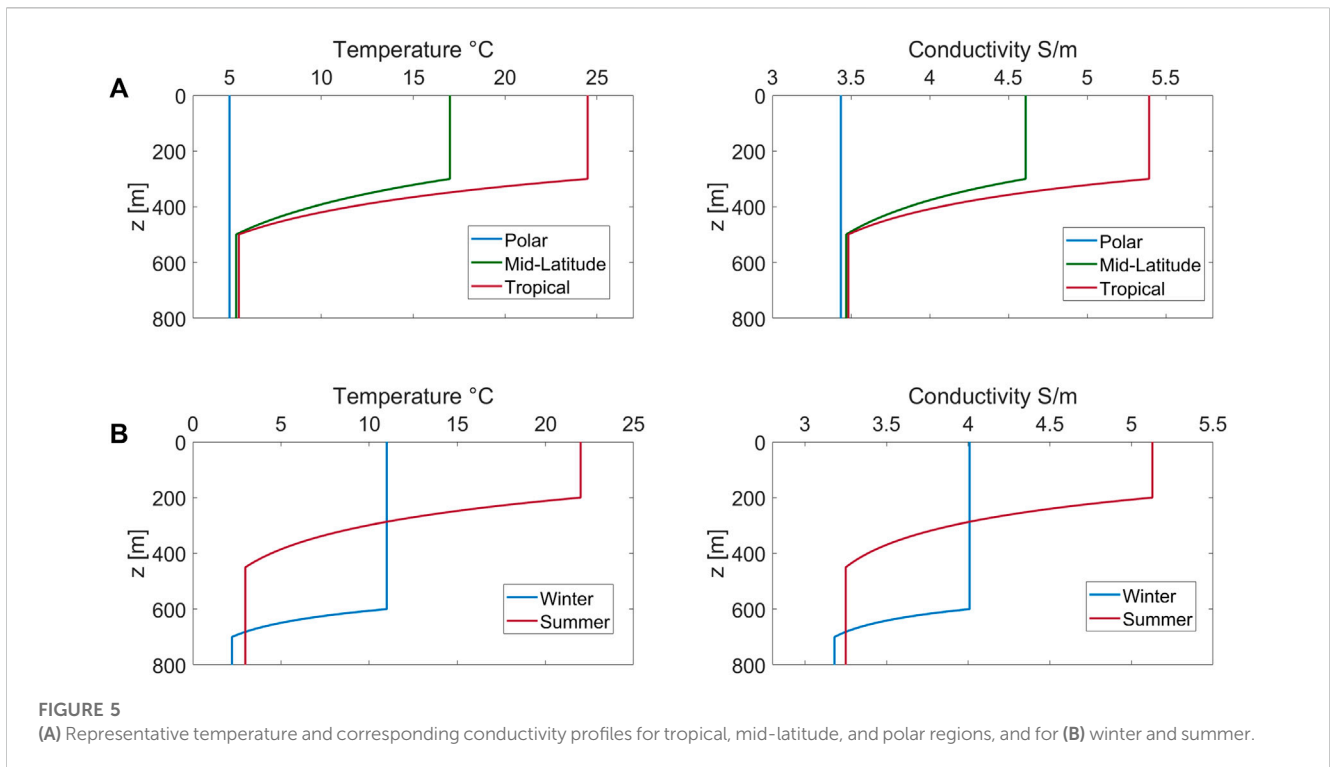 Temperature °C
5 10 15 20 25
A
0
200
400
600
800
z [m]
Polar
Mid-Latitude
Tropical
Conductivity S/m
3 3.5 4 4.5 5 5.5
0
200
400
600
800
z [m]
Polar
Mid-Latitude
Tropical
Temperature °C
0 5 10 15 20 25
B
0
200
400
600
800
z [m]
Winter
Summer
Conductivity S/m
3 3.5 4 4.5 5 5.5
0
200
400
600
800
z [m]
Winter
Summer
FIGURE 5
(A) Representative temperature and corresponding conductivity profiles for tropical, mid-latitude, and polar regions, and for (B) winter and summer.